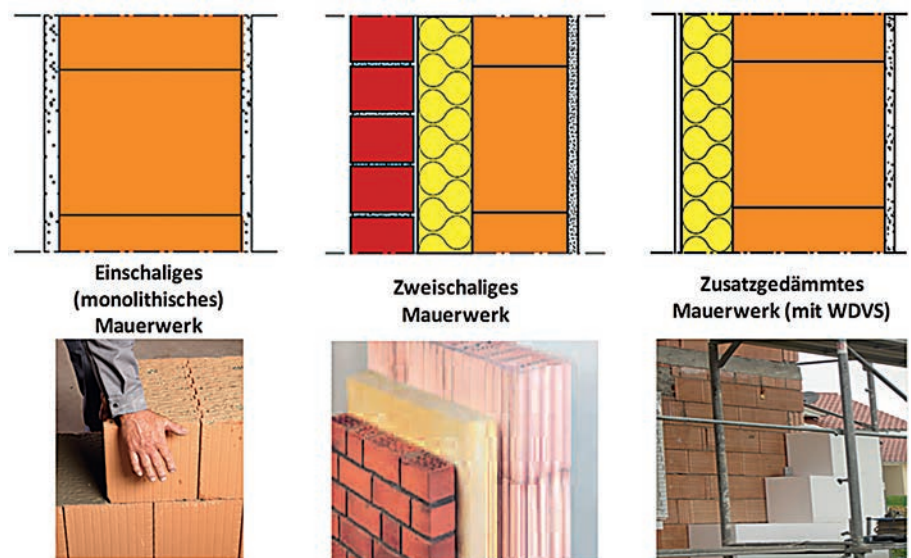 Einschaliges
(monolithisches)
Mauerwerk
Zweischaliges
Mauerwerk
Zusatzgedämmtes
Mauerwerk (mit WDVS)